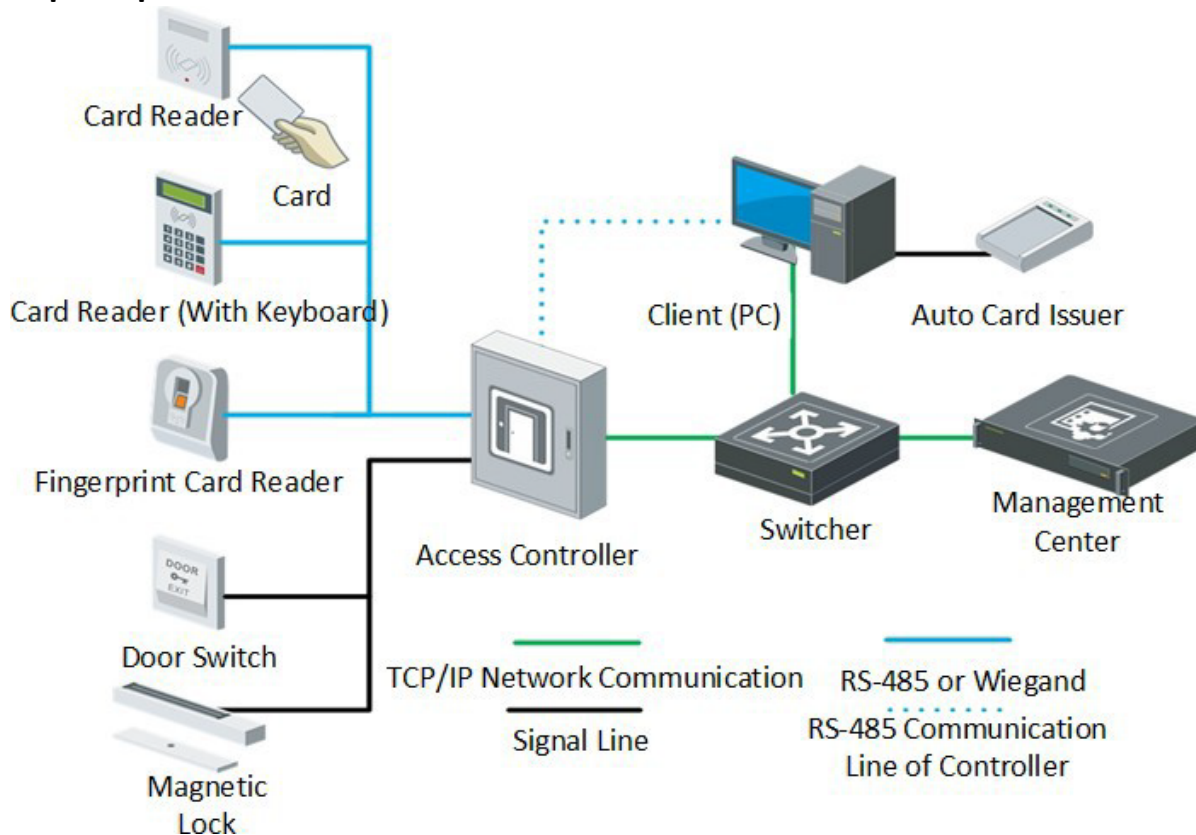 Card Reader
Card
Card Reader (With Keyboard)
Client (PC)
Auto Card Issuer
Fingerprint Card Reader
Access Controller
Switcher
Management
Center
DOOR
EXIT
Door Switch
Magnetic
Lock
TCP/IP Network Communication
Signal Line
RS-485 or Wiegand
RS-485 Communication
Line of Controller